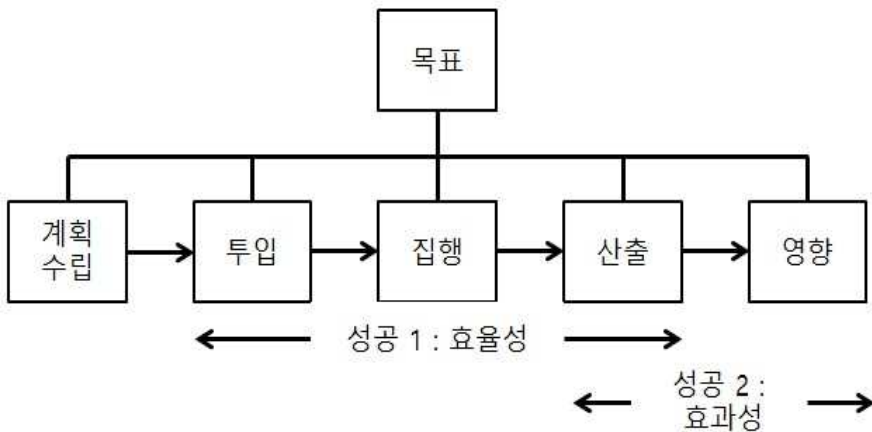 목표
계획
수립
투입
집행
산출
영향
성공 1 : 효율성
성공 2 :
효과성